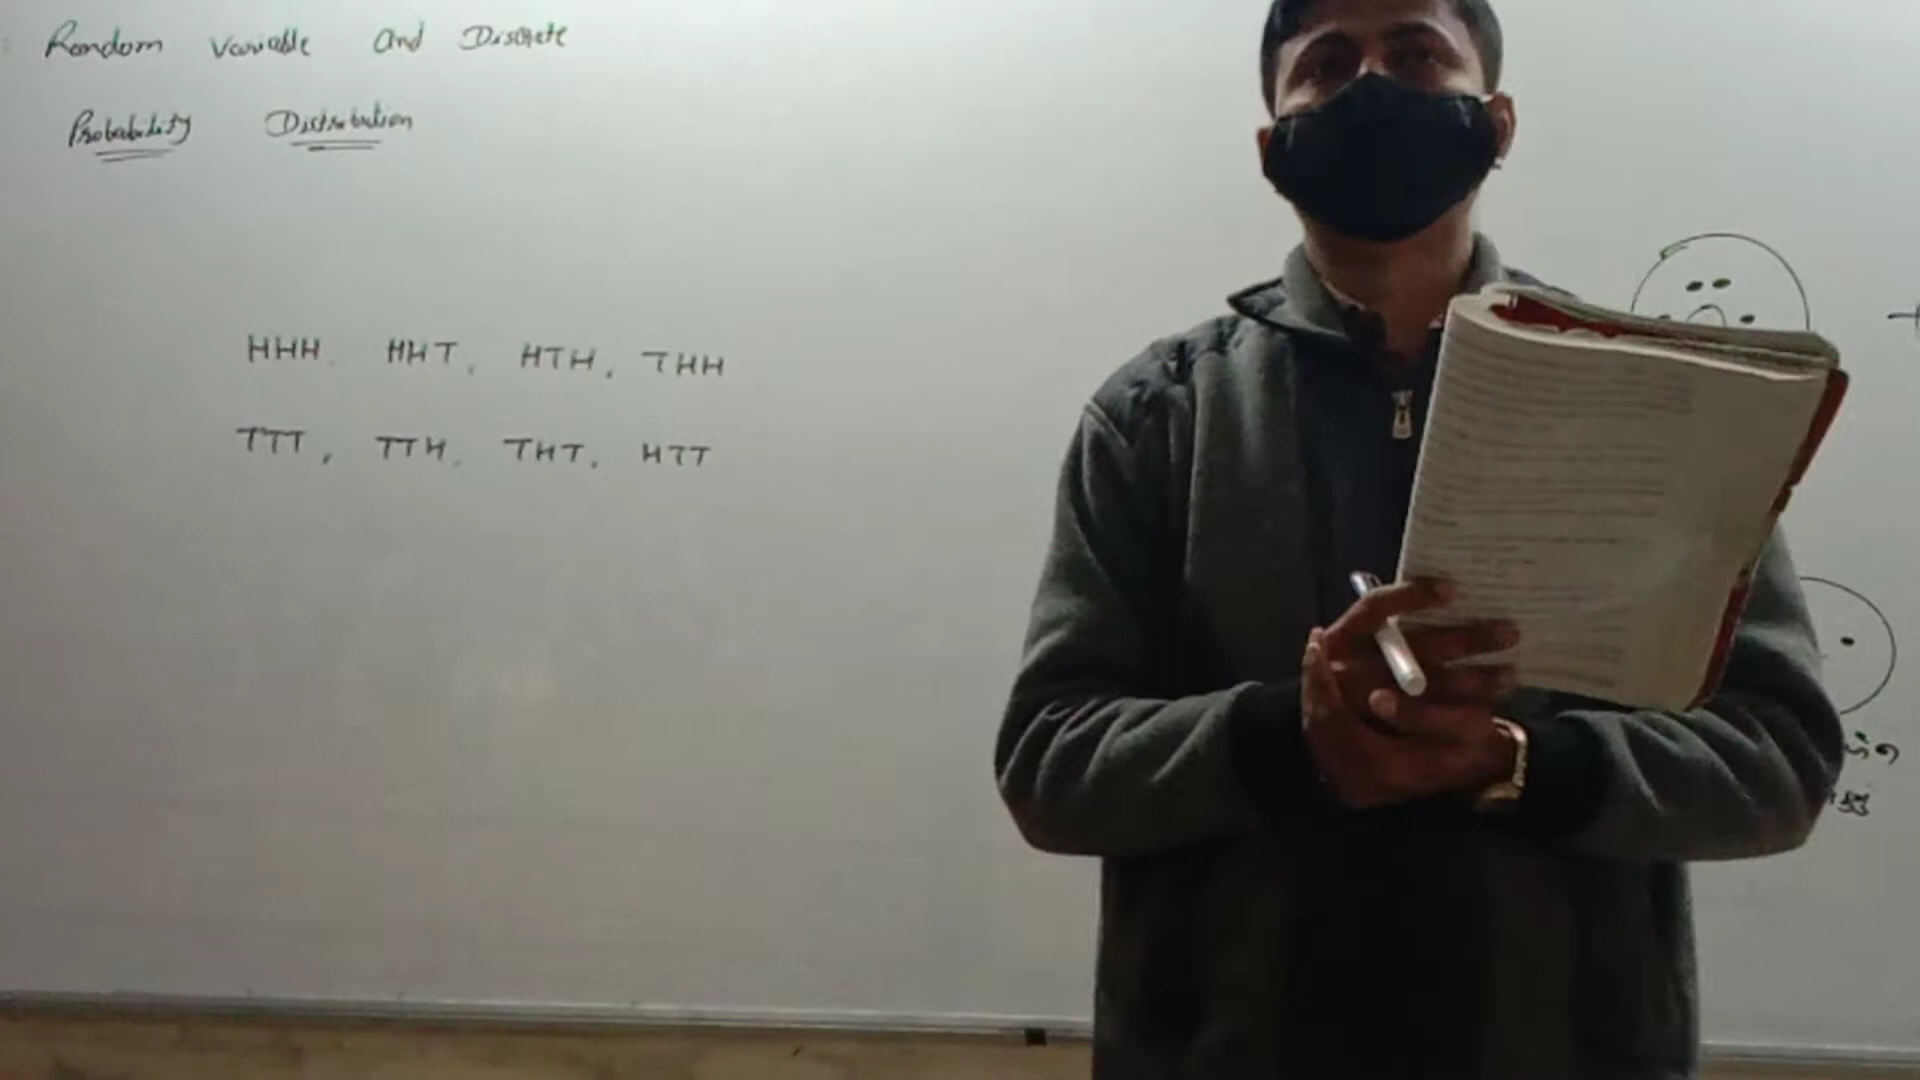 Random Variable and Discrete
Probability Distribution
HHH, HHT, HTH, THH
TTT, TTH, THT, HTT